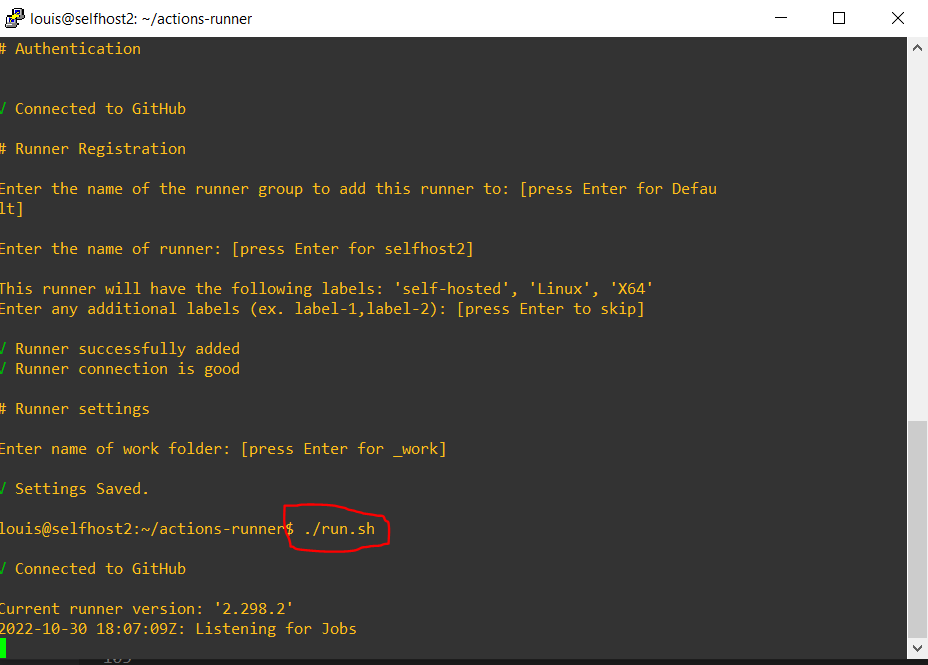 louis@selfhost2: ~/actions-runner
# Authentication
√ Connected to GitHub
# Runner Registration
Enter the name of the runner group to add this runner to: [press Enter for Defau
lt]
Enter the name of runner: [press Enter for selfhost2]
This runner will have the following labels: 'self-hosted', 'Linux', 'X64'
Enter any additional labels (ex. label-1,label-2): [press Enter to skip]
√ Runner successfully added
√ Runner connection is good
# Runner settings
Enter name of work folder: [press Enter for _work]
√ Settings Saved.
louis@selfhost2:~/actions-runner$ ./run.sh
√ Connected to GitHub
Current runner version: '2.298.2'
2022-10-30 18:07:09Z: Listening for Jobs